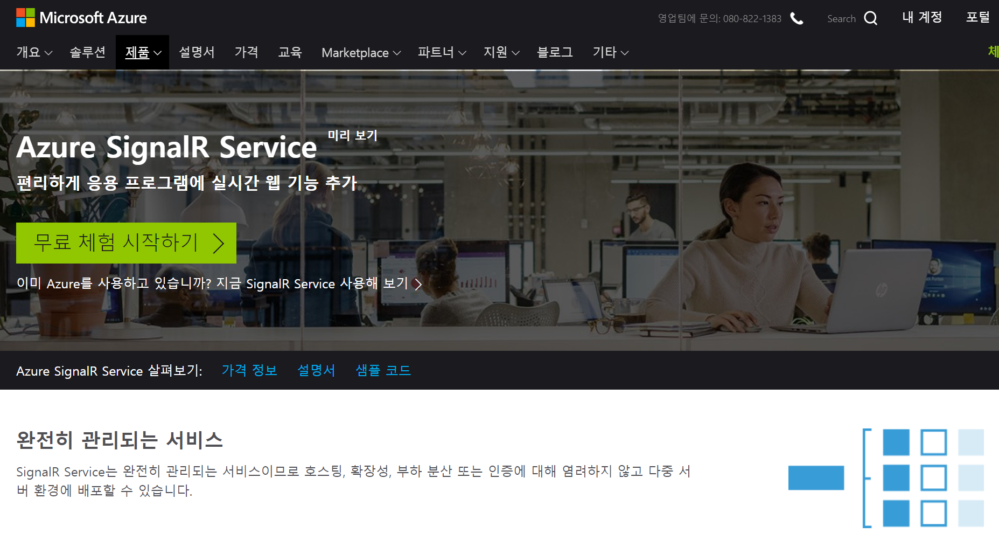 Microsoft Azure
영업팀에 문의: 080-822-1383
Search
내 계정
포털
개요
솔루션
제품
설명서
가격
교육
Marketplace
파트너
지원
블로그
기타
체
Azure SignalR Service 미리 보기
편리하게 응용 프로그램에 실시간 웹 기능 추가
무료 체험 시작하기
이미 Azure를 사용하고 있습니까? 지금 SignalR Service 사용해 보기
hp
Azure SignalR Service 살펴보기: 가격 정보 설명서 샘플 코드
완전히 관리되는 서비스
SignalR Service는 완전히 관리되는 서비스이므로 호스팅, 확장성, 부하 분산 또는 인증에 대해 염려하지 않고 다중 서
버 환경에 배포할 수 있습니다.